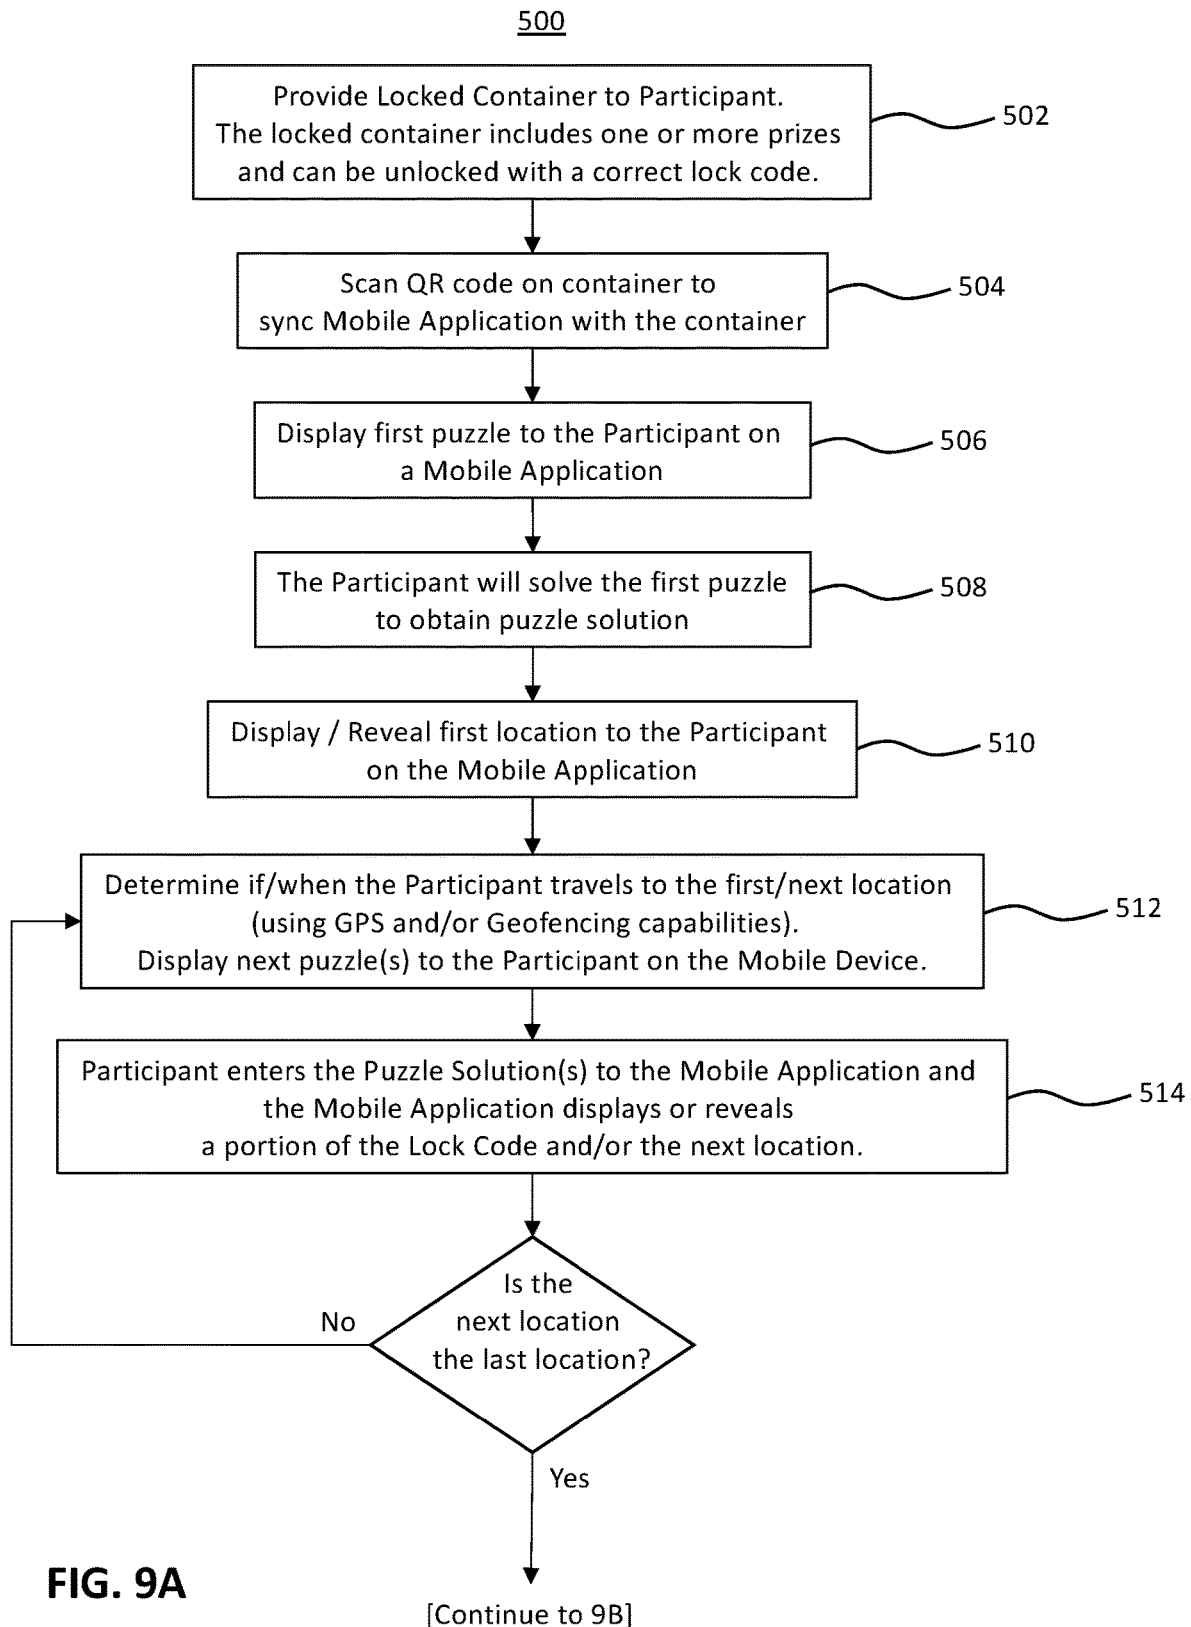 500
Provide Locked Container to Participant.
The locked container includes one or more prizes
and can be unlocked with a correct lock code.
502
Scan QR code on container to
sync Mobile Application with the container
504
Display first puzzle to the Participant on
a Mobile Application
506
The Participant will solve the first puzzle
to obtain puzzle solution
508
Display / Reveal first location to the Participant
on the Mobile Application
510
Determine if/when the Participant travels to the first/next location
(using GPS and/or Geofencing capabilities).
Display next puzzle(s) to the Participant on the Mobile Device.
512
Participant enters the Puzzle Solution(s) to the Mobile Application and
the Mobile Application displays or reveals
a portion of the Lock Code and/or the next location.
514
Is the
next location
the last location?
No
Yes
FIG. 9A
[Continue to 9B]